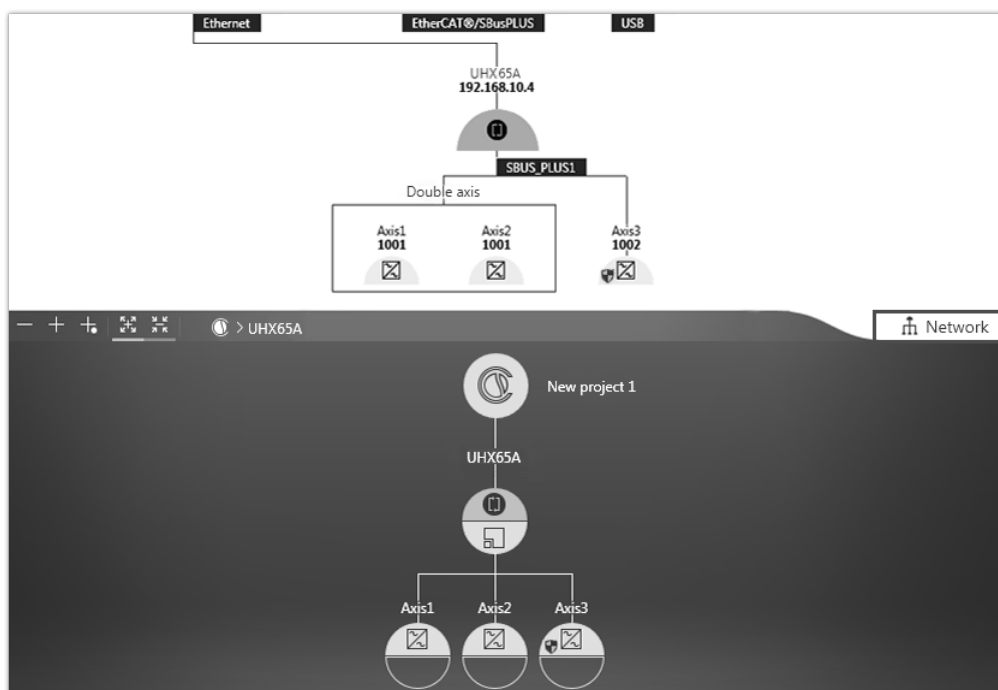 Ethernet EtherCAT®/SBusPLUS USB
UHX65A
192.168.10.4
SBUS_PLUS1
Double axis
Axis1 Axis2 Axis3
1001 1001 1002
> UHX65A
Network
New project 1
UHX65A
Axis1 Axis2 Axis3